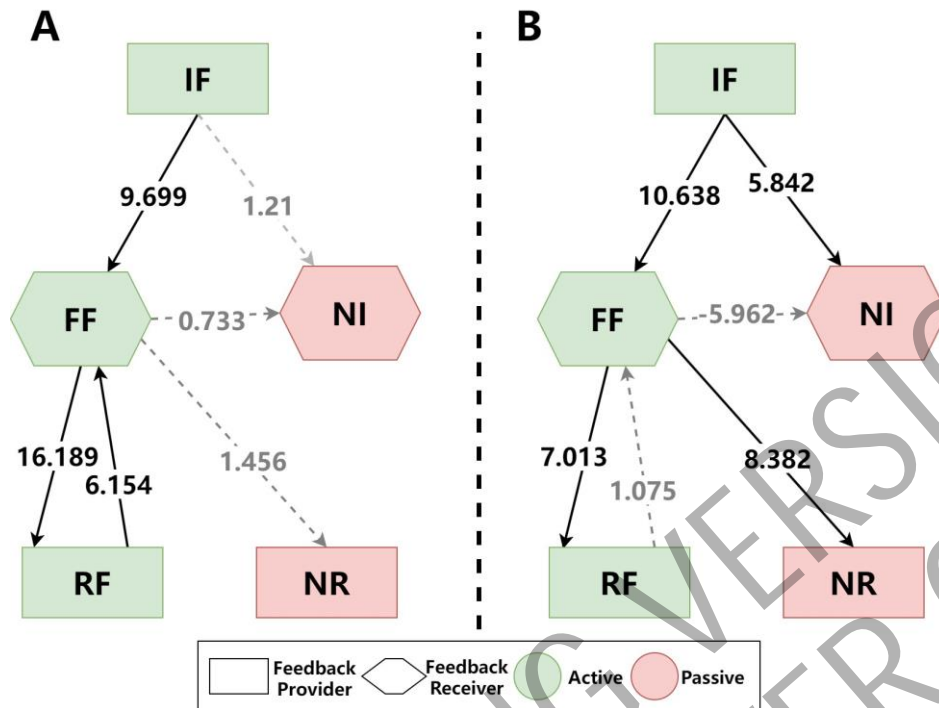 A
B
IF
IF
9.699
1.21
10.638
5.842
FF
0.733
NI
FF
-5.962
NI
16.189
6.154
1.456
7.013
1.075
8.382
RF
NR
RF
NR
Feedback
Provider
Feedback
Receiver
Active
Passive